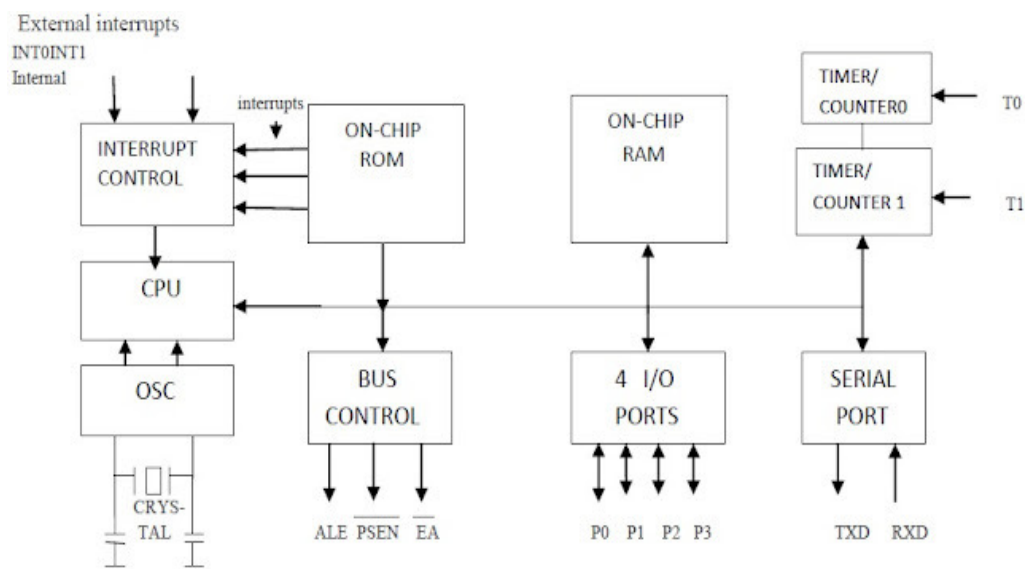 External interrupts
INT0INT1
Internal
interrupts
INTERRUPT
CONTROL
ON-CHIP
ROM
ON-CHIP
RAM
TIMER/
COUNTER0
T0
TIMER/
COUNTER 1
T1
CPU
OSC
BUS
CONTROL
4 I/O
PORTS
SERIAL
PORT
CRYS-
TAL
ALE PSEN EA
P0 P1 P2 P3
TXD RXD